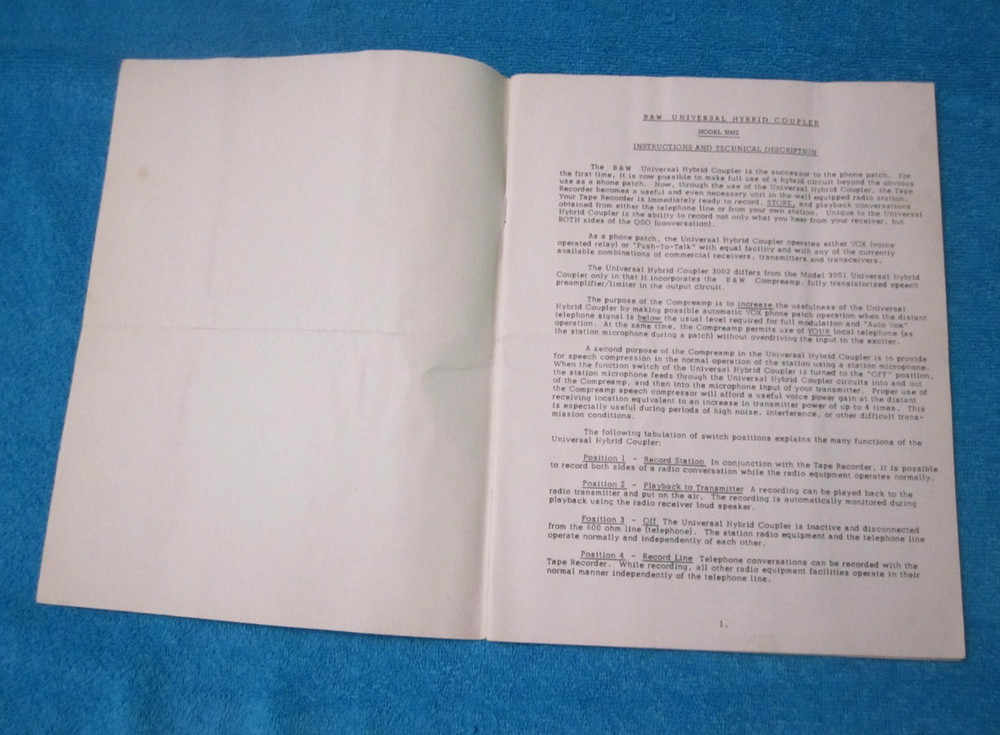 B&W UNIVERSAL HYBRID COUPLER
MODEL 3002
INSTRUCTIONS AND TECHNICAL DESCRIPTION
The B&W Universal Hybrid Coupler is the successor to the phone patch. For
the first time, it is now possible to make full use of a hybrid circuit beyond the obvious
use as a phone patch. Now, through the use of the Universal Hybrid Coupler, the Tape
Recorder becomes a useful and even necessary unit in the well equipped radio station.
Your Tape Recorder is immediately ready to record, STORE, and playback conversations
obtained from either the telephone line or from your own station. Unique to the Universal
Hybrid Coupler is the ability to record not only what you hear from your receiver, but
BOTH sides of the QSO (conversation).
As a phone patch, the Universal Hybrid Coupler operates either VOX (voice
operated relay) or "Push-To-Talk" with equal facility and with any of the currently
available combinations of commercial receivers, transmitters and transceivers.
The Universal Hybrid Coupler 3002 differs from the Model 3001 Universal Hybrid
Coupler only in that it incorporates the B&W Compreamp, fully transistorized speech
preamplifier/limiter in the output circuit.
The purpose of the Compreamp is to increase the usefulness of the Universal
Hybrid Coupler by making possible automatic VOX phone patch operation when the distant
telephone signal is below the usual level required for full modulation and "Auto Vox"
operation. At the same time, the Compreamp permits use of YOUR local telephone (as
the station microphone during a patch) without overdriving the input to the exciter.
A second purpose of the Compreamp in the Universal Hybrid Coupler is to provide
for speech compression in the normal operation of the station using a station microphone.
When the function switch of the Universal Hybrid Coupler is turned to the "OFF" position,
the station microphone feeds through the Universal Hybrid Coupler circuits into and out
of the Compreamp, and then into the microphone input of your transmitter. Proper use of
the Compreamp speech compressor will afford a useful voice power gain at the distant
receiving location equivalent to an increase in transmitter power of up to 4 times. This
is especially useful during periods of high noise, interference, or other difficult trans-
mission conditions.
The following tabulation of switch positions explains the many functions of the
Universal Hybrid Coupler:
Position 1 - Record Station In conjunction with the Tape Recorder, it is possible
to record both sides of a radio conversation while the radio equipment operates normally.
Position 2 - Playback to Transmitter A recording can be played back to the
radio transmitter and put on the air. The recording is automatically monitored during
playback using the radio receiver loud speaker.
Position 3 - Off The Universal Hybrid Coupler is inactive and disconnected
from the 600 ohm line (telephone). The station radio equipment and the telephone line
operate normally and independently of each other.
Position 4 - Record Line Telephone conversations can be recorded with the
Tape Recorder. While recording, all other radio equipment facilities operate in their
normal manner independently of the telephone line.
1.